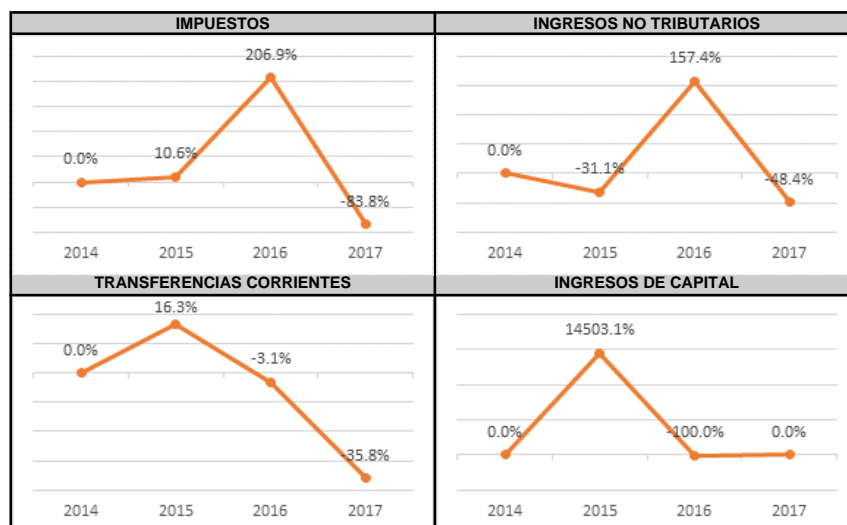 IMPUESTOS
206.9%
0.0%
10.6%
-83.8%
2014 2015 2016 2017
INGRESOS NO TRIBUTARIOS
157.4%
0.0%
-31.1%
-48.4%
2014 2015 2016 2017
TRANSFERENCIAS CORRIENTES
16.3%
0.0%
-3.1%
-35.8%
2014 2015 2016 2017
INGRESOS DE CAPITAL
14503.1%
0.0% -100.0% 0.0%
2014 2015 2016 2017